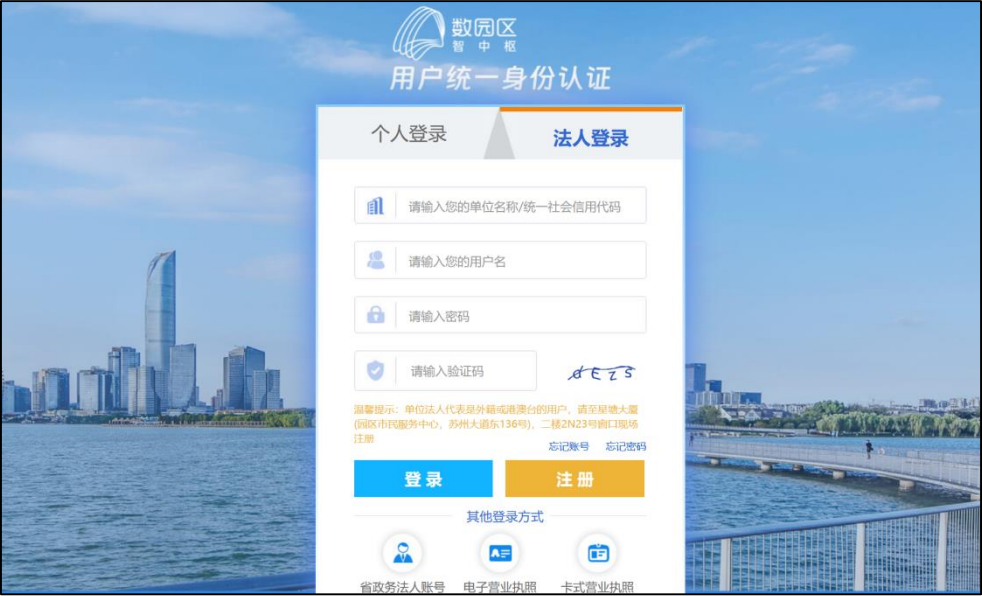 数园区
智中枢
用户统一身份认证
个人登录
法人登录
请输入您的单位名称/统一社会信用代码
请输入您的用户名
请输入密码
请输入验证码
温馨提示：单位法人代表是外籍或港澳台的用户，请至星塘大厦
(园区市民服务中心，苏州大道东136号)，二楼2N23号窗口现场
注册
忘记账号 忘记密码
登录
注册
其他登录方式
省政务法人账号
电子营业执照
卡式营业执照